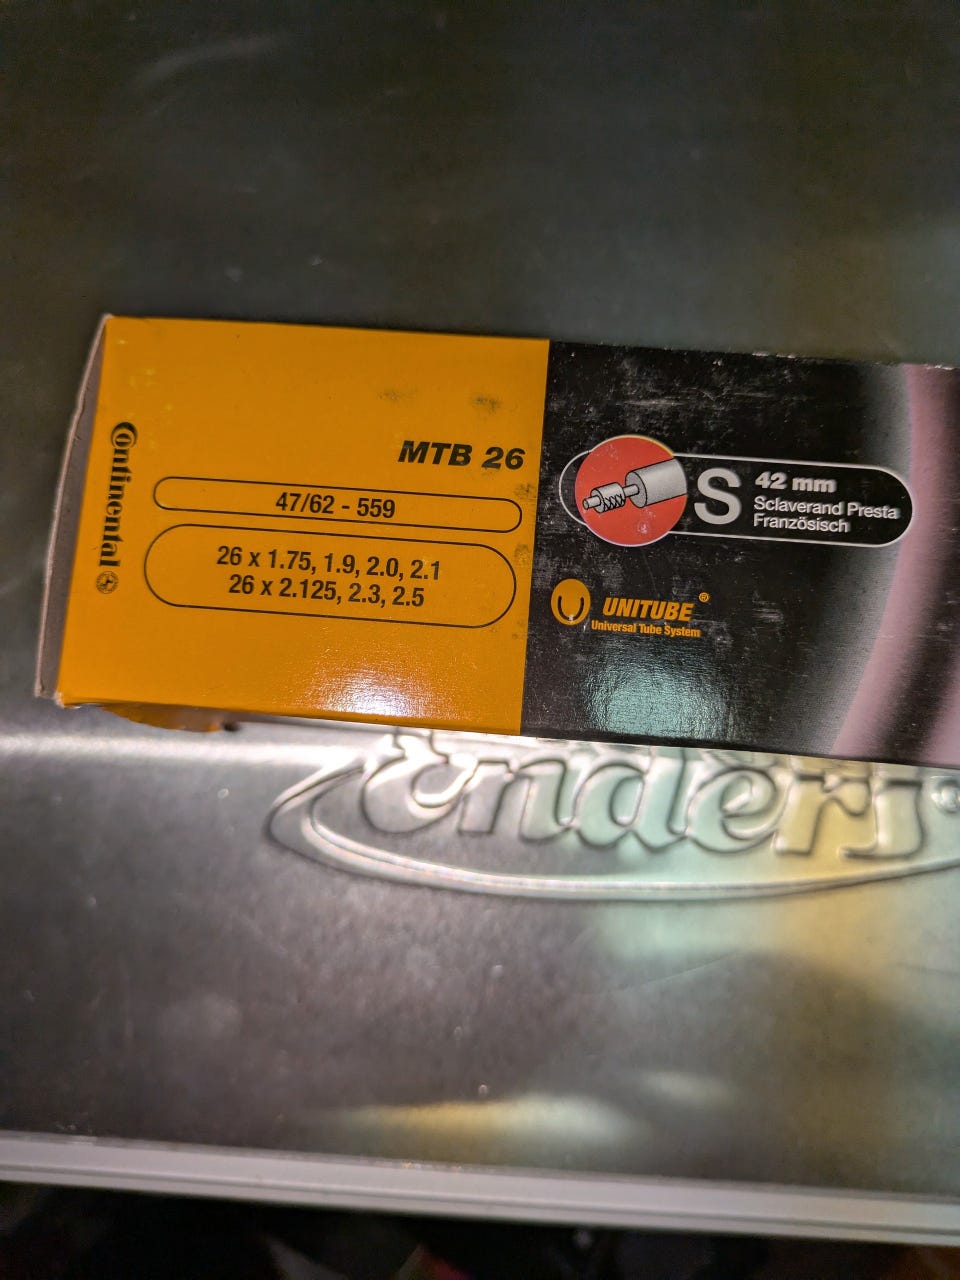 Continental
MTB 26
47/62 - 559
26 x 1.75, 1.9, 2.0, 2.1
26 x 2.125, 2.3, 2.5
S 42 mm
Sclaverand Presta
Französisch
UNITUBE ®
Universal Tube System
Enders ®